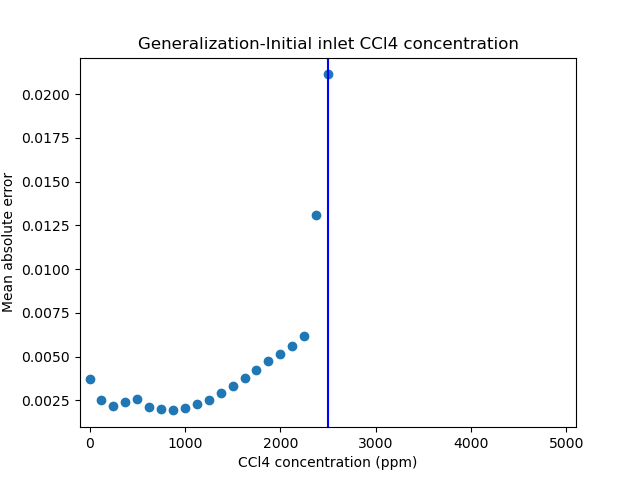 Generalization-Initial inlet CCl4 concentration
0.0200
0.0175
0.0150
0.0125
0.0100
0.0075
0.0050
0.0025
Mean absolute error
0 1000 2000 3000 4000 5000
CCl4 concentration (ppm)